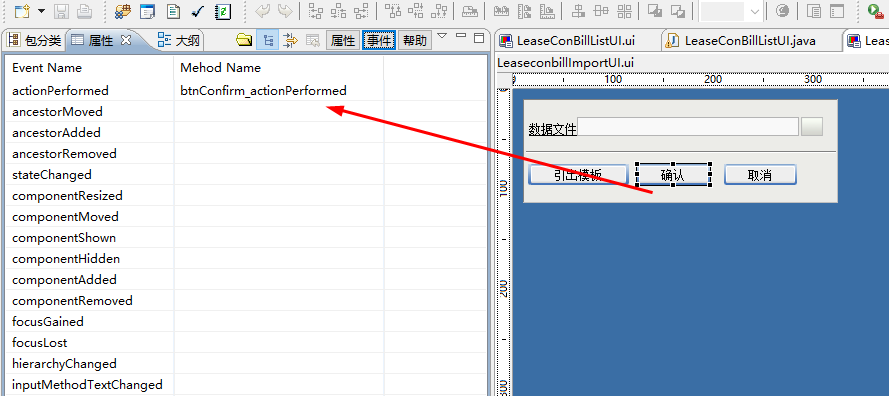 包分类 属性 大纲 属性 事件 帮助
Event Name Mehod Name
actionPerformed btnConfirm_actionPerformed
ancestorMoved
ancestorAdded
ancestorRemoved
stateChanged
componentResized
componentMoved
componentShown
componentHidden
componentAdded
componentRemoved
focusGained
focusLost
hierarchyChanged
inputMethodTextChanged
LeaseConBillListUI.ui LeaseConBillListUI.java Lea
LeaseconbillImportUI.ui
0 100 200 300
0
100
200
300
数据文件
引出模板 确认 取消